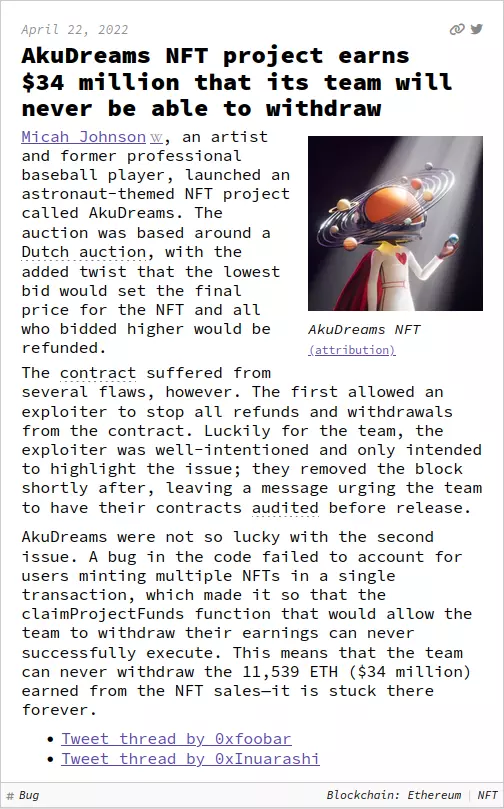 April 22, 2022
AkuDreams NFT project earns
$34 million that its team will
never be able to withdraw
Micah Johnson W, an artist
and former professional
baseball player, launched an
astronaut-themed NFT project
called AkuDreams. The
auction was based around a
Dutch auction, with the
added twist that the lowest
bid would set the final
price for the NFT and all
who bidded higher would be
refunded.
AkuDreams NFT
(attribution)
The contract suffered from
several flaws, however. The first allowed an
exploiter to stop all refunds and withdrawals
from the contract. Luckily for the team, the
exploiter was well-intentioned and only intended
to highlight the issue; they removed the block
shortly after, leaving a message urging the team
to have their contracts audited before release.
AkuDreams were not so lucky with the second
issue. A bug in the code failed to account for
users minting multiple NFTs in a single
transaction, which made it so that the
claimProjectFunds function that would allow the
team to withdraw their earnings can never
successfully execute. This means that the team
can never withdraw the 11,539 ETH ($34 million)
earned from the NFT sales—it is stuck there
forever.
• Tweet thread by 0xfoobar
• Tweet thread by 0xInuarashi
# Bug
Blockchain: Ethereum | NFT